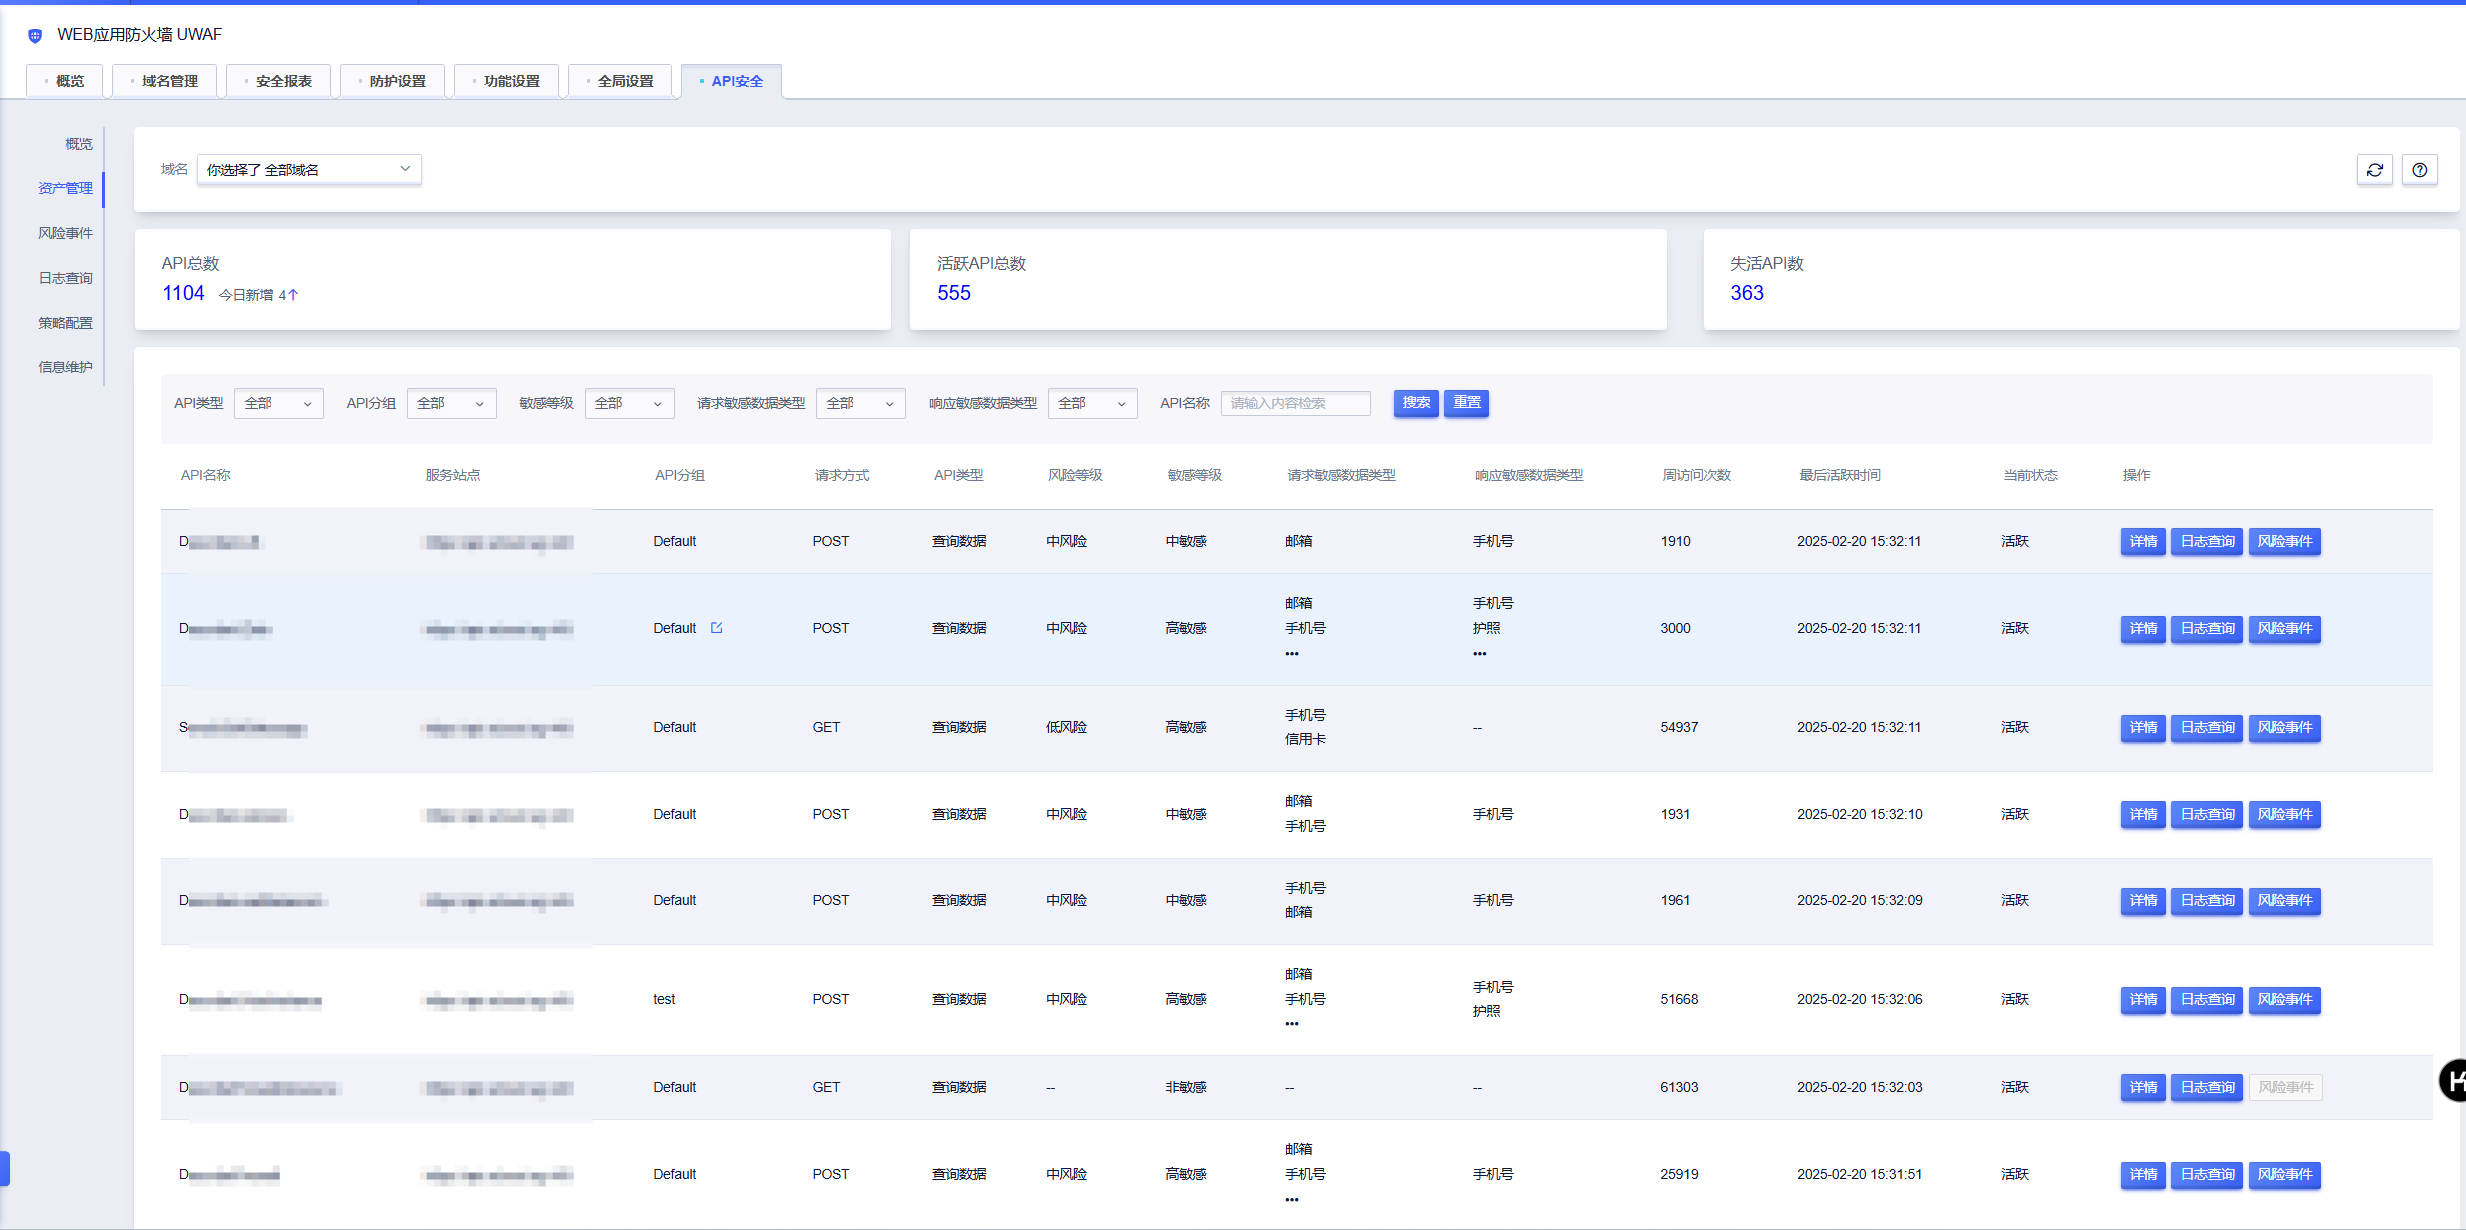 WEB应用防火墙 UWAF
概览 域名管理 安全报表 防护设置 功能设置 全局设置 API安全
概览
资产管理
风险事件
日志查询
策略配置
信息维护
域名 你选择了 全部域名
API总数
1104 今日新增 4↑
活跃API总数
555
失活API数
363
API类型 全部 API分组 全部 敏感等级 全部 请求敏感数据类型 全部 响应敏感数据类型 全部 API名称 请输入内容检索 搜索 重置
API名称 服务站点 API分组 请求方式 API类型 风险等级 敏感等级 请求敏感数据类型 响应敏感数据类型 周访问次数 最后活跃时间 当前状态 操作
D Default POST 查询数据 中风险 中敏感 邮箱 手机号 1910 2025-02-20 15:32:11 活跃 详情 日志查询 风险事件
邮箱 手机号
D Default POST 查询数据 中风险 高敏感 手机号 护照 3000 2025-02-20 15:32:11 活跃 详情 日志查询 风险事件
••• •••
手机号
S Default GET 查询数据 低风险 高敏感 -- 54937 2025-02-20 15:32:11 活跃 详情 日志查询 风险事件
信用卡
邮箱
D Default POST 查询数据 中风险 中敏感 手机号 1931 2025-02-20 15:32:10 活跃 详情 日志查询 风险事件
手机号
手机号
D Default POST 查询数据 中风险 中敏感 手机号 1961 2025-02-20 15:32:09 活跃 详情 日志查询 风险事件
邮箱
邮箱 手机号
D test POST 查询数据 中风险 高敏感 手机号 51668 2025-02-20 15:32:06 活跃 详情 日志查询 风险事件
••• 护照
D Default GET 查询数据 -- 非敏感 -- -- 61303 2025-02-20 15:32:03 活跃 详情 日志查询 风险事件
邮箱
D Default POST 查询数据 中风险 高敏感 手机号 手机号 25919 2025-02-20 15:31:51 活跃 详情 日志查询 风险事件
•••